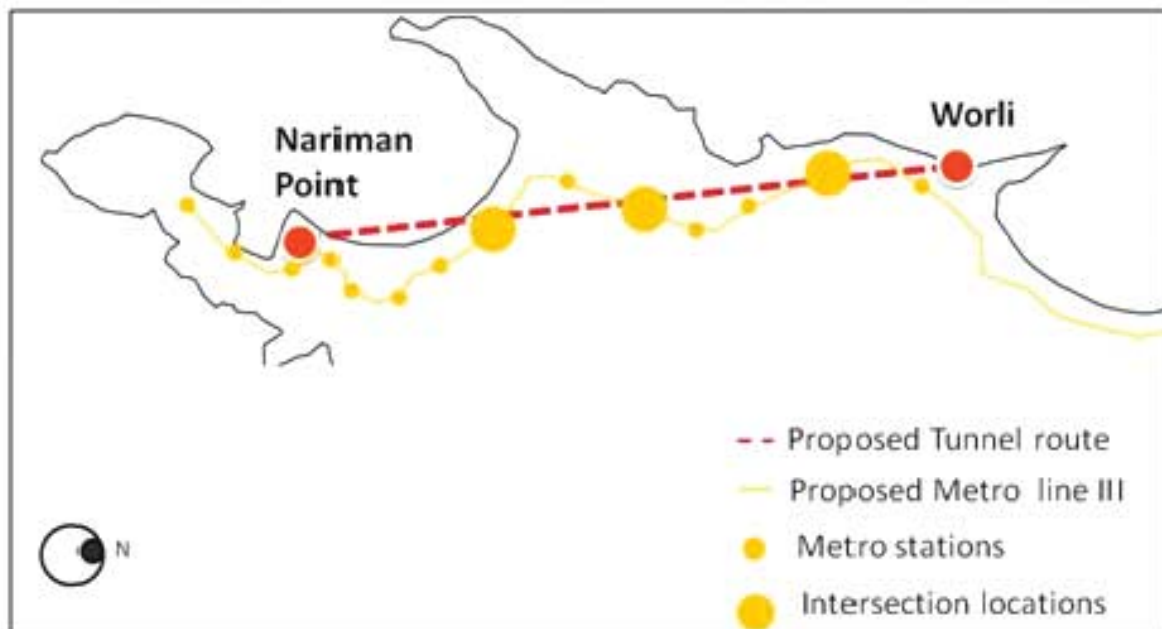 Worli
Nariman
Point
Proposed Tunnel route
Proposed Metro line III
Metro stations
Intersection locations
N